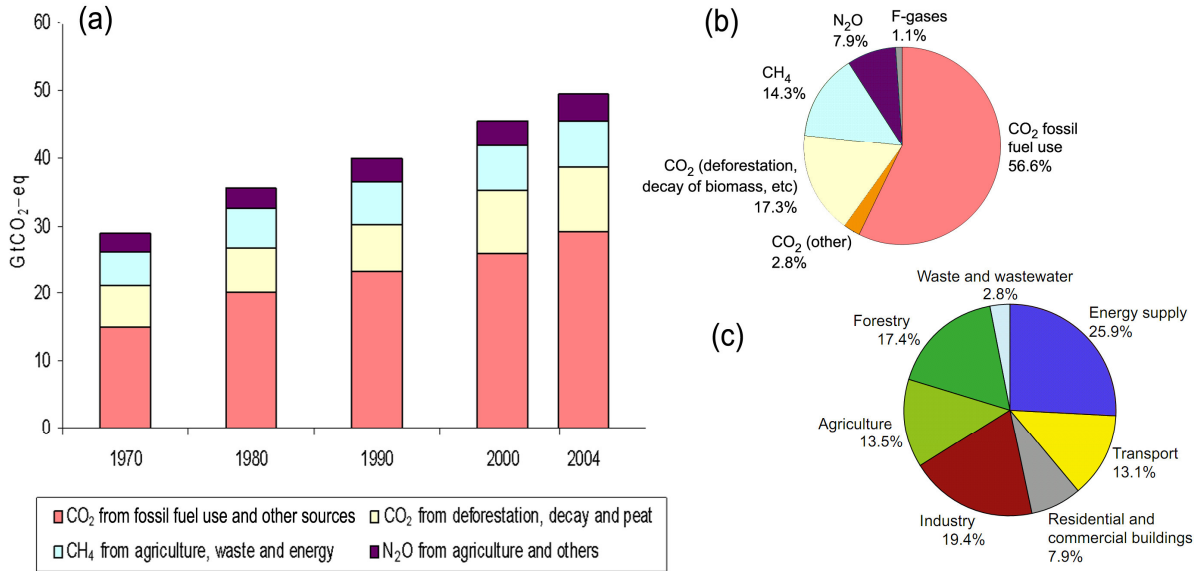 (a)
60
50
40
30
20
10
0
GtCO₂-eq
1970 1980 1990 2000 2004
CO₂ from fossil fuel use and other sources
CO₂ from deforestation, decay and peat
CH₄ from agriculture, waste and energy
N₂O from agriculture and others
(b)
F-gases
1.1%
N₂O
7.9%
CH₄
14.3%
CO₂ fossil
fuel use
56.6%
CO₂ (deforestation,
decay of biomass, etc)
17.3%
CO₂ (other)
2.8%
(c)
Waste and wastewater
2.8%
Energy supply
25.9%
Forestry
17.4%
Agriculture
13.5%
Transport
13.1%
Industry
19.4%
Residential and
commercial buildings
7.9%